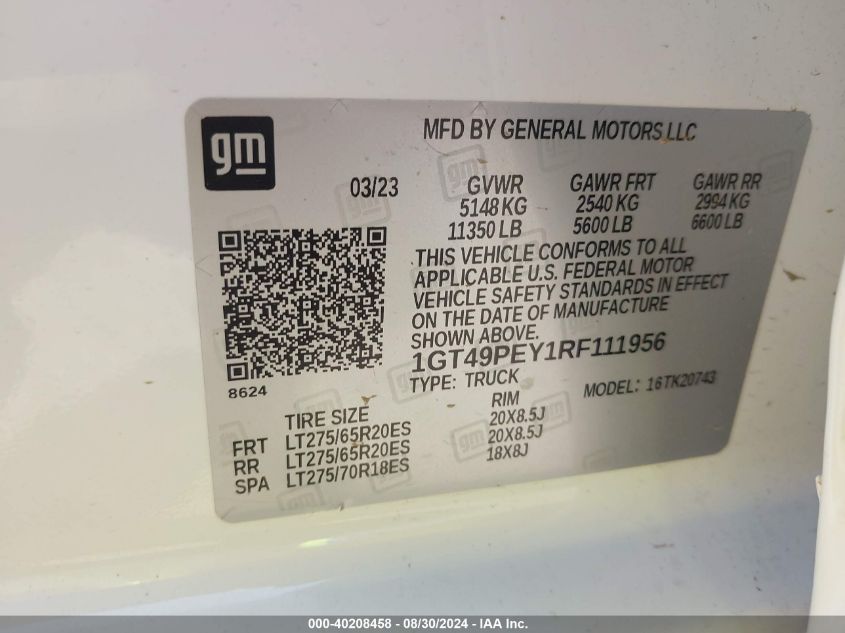 gm
MFD BY GENERAL MOTORS LLC
03/23 GVWR GAWR FRT GAWR RR
5148 KG 2540 KG 2994 KG
11350 LB 5600 LB 6600 LB
THIS VEHICLE CONFORMS TO ALL
APPLICABLE U.S. FEDERAL MOTOR
VEHICLE SAFETY STANDARDS IN EFFECT
ON THE DATE OF MANUFACTURE
SHOWN ABOVE.
1GT49PEY1RF111956
8624
TYPE: TRUCK MODEL: 16TK20743
TIRE SIZE RIM
FRT LT275/65R20ES 20X8.5J
RR LT275/65R20ES 20X8.5J
SPA LT275/70R18ES 18X8J
000-40208458 - 08/30/2024 - IAA Inc.